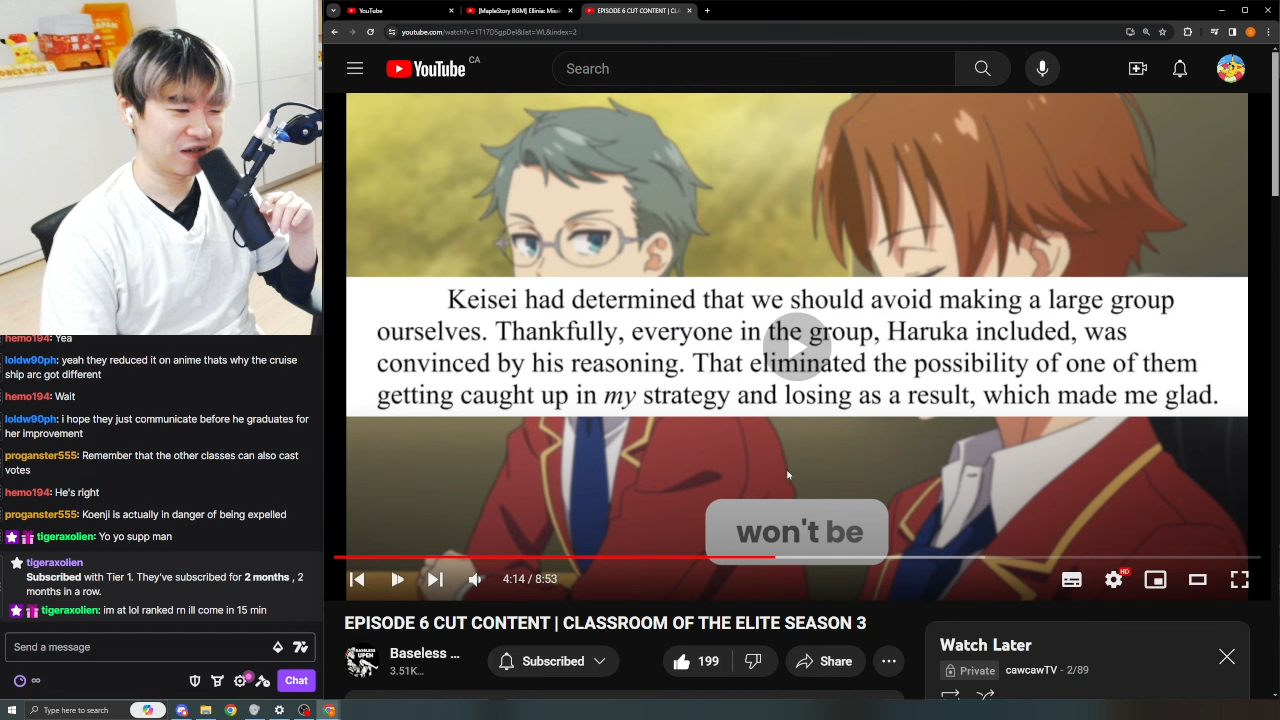 YouTube
[MapleStory BGM] Ellinia: Missi
EPISODE 6 CUT CONTENT | CLA
youtube.com/watch?v=1T17D5gpDeI&list=WL&index=2
YouTube CA
Search
Keisei had determined that we should avoid making a large group
ourselves. Thankfully, everyone in the group, Haruka included, was
convinced by his reasoning. That eliminated the possibility of one of them
getting caught up in my strategy and losing as a result, which made me glad.
won't be
4:14 / 8:53
HD
EPISODE 6 CUT CONTENT | CLASSROOM OF THE ELITE SEASON 3
Baseless ...
3.51K...
Subscribed
199
Share
Watch Later
Private
cawcawTV - 2/89
hemo194: Yea
loldw90ph: yeah they reduced it on anime thats why the cruise
ship arc got different
hemo194: Wait
loldw90ph: i hope they just communicate before he graduates for
her improvement
proganster555: Remember that the other classes can also cast
votes
hemo194: He's right
proganster555: Koenji is actually in danger of being expelled
tigeraxolien: Yo yo supp man
tigeraxolien
Subscribed with Tier 1. They've subscribed for 2 months , 2
months in a row.
tigeraxolien: im at lol ranked rn ill come in 15 min
Send a message
Chat
Type here to search